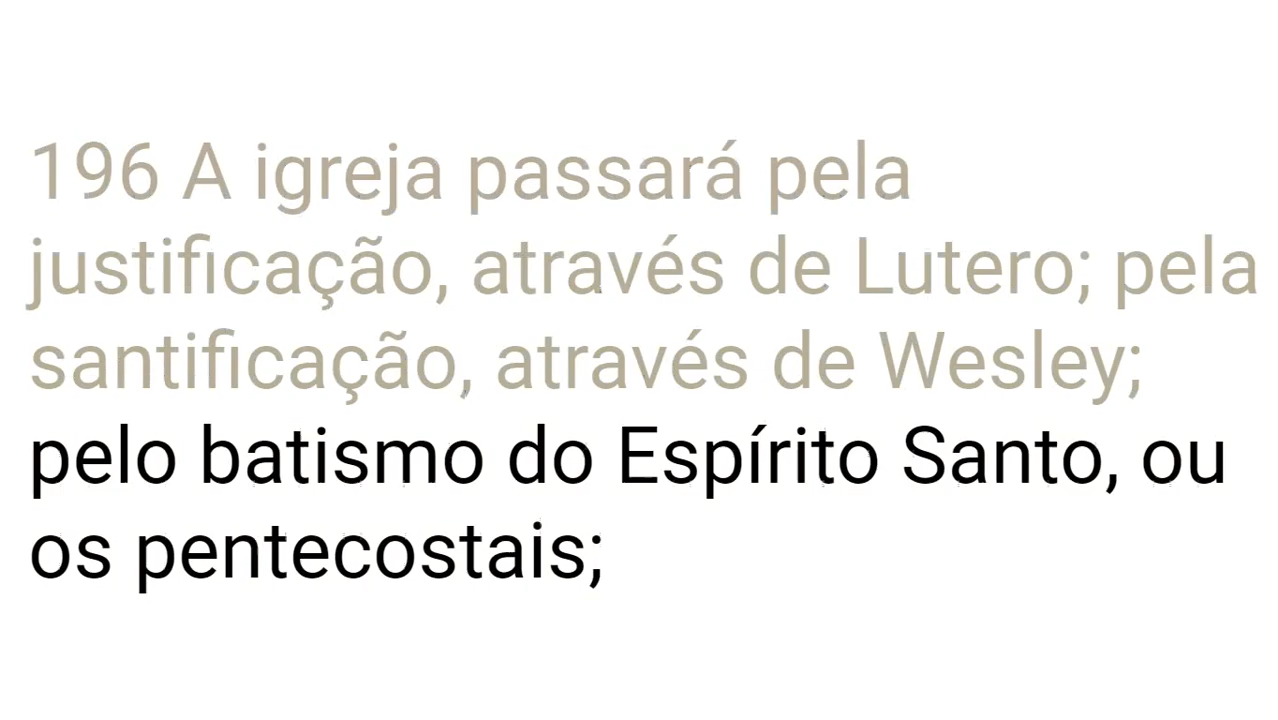 196 A igreja passará pela
justificação, através de Lutero; pela
santificação, através de Wesley;
pelo batismo do Espírito Santo, ou
os pentecostais;